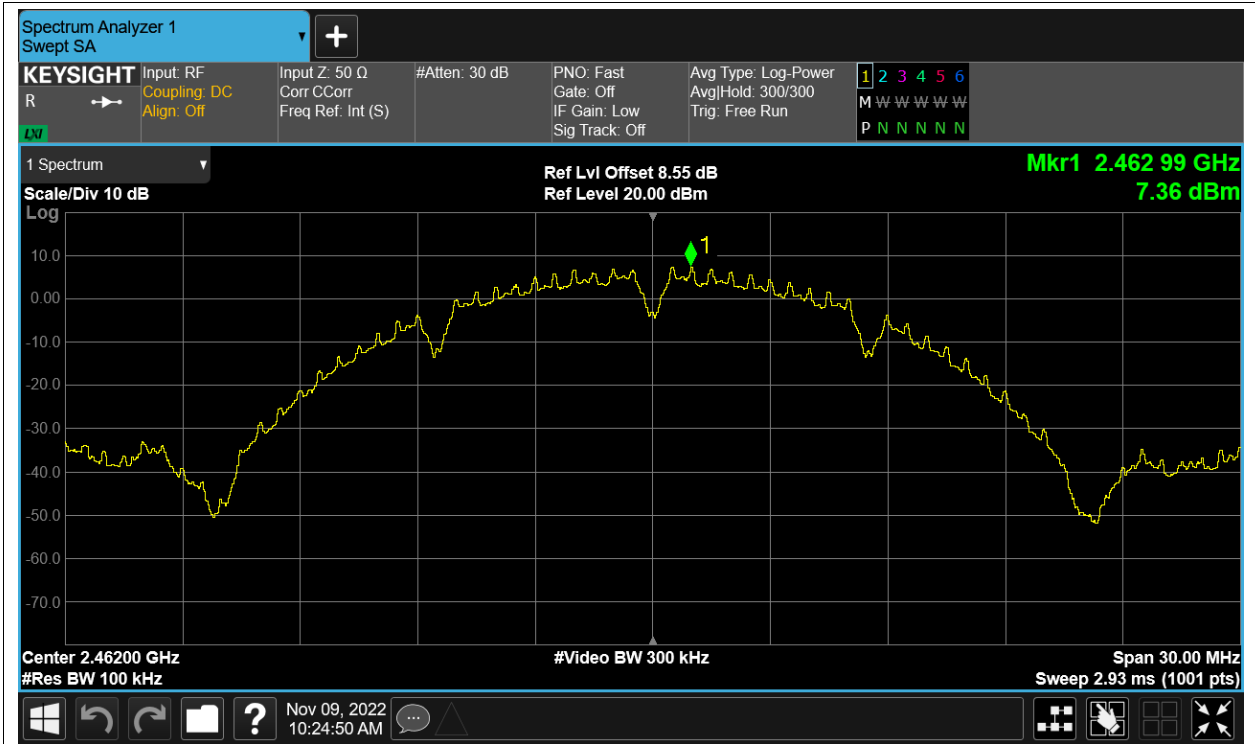 Spectrum Analyzer 1
Swept SA
+
KEYSIGHT
R
LXI
Input: RF
Coupling: DC
Align: Off
Input Z: 50 Ω
Corr CCorr
Freq Ref: Int (S)
#Atten: 30 dB
PNO: Fast
Gate: Off
IF Gain: Low
Sig Track: Off
Avg Type: Log-Power
Avg|Hold: 300/300
Trig: Free Run
1 2 3 4 5 6
M W W W W W W
P N N N N N N
1 Spectrum
Scale/Div 10 dB
Log
Ref Lvl Offset 8.55 dB
Ref Level 20.00 dBm
Mkr1 2.462 99 GHz
7.36 dBm
1
10.0
0.00
-10.0
-20.0
-30.0
-40.0
-50.0
-60.0
-70.0
Center 2.46200 GHz
#Res BW 100 kHz
#Video BW 300 kHz
Span 30.00 MHz
Sweep 2.93 ms (1001 pts)
?
Nov 09, 2022
10:24:50 AM